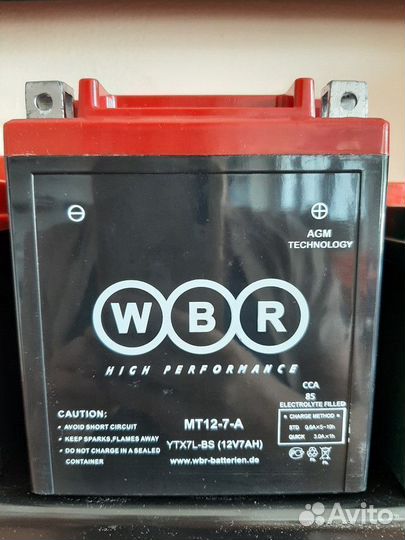 ⊖ ⊕
AGM
TECHNOLOGY
WBR
HIGH PERFORMANCE
CCA
85
ELECTROLYTE FILLED
CHARGE METHOD
STD 0,6A×5-10h
QUICK 3.0A×1h
CAUTION:
• AVOID SHORT CIRCUIT
• KEEP SPARKS,FLAMES AWAY
• DO NOT CHARGE IN A SEALED
CONTAINER
MT12-7-A
YTX7L-BS (12V7AH)
www.wbr-batterien.de
Avito